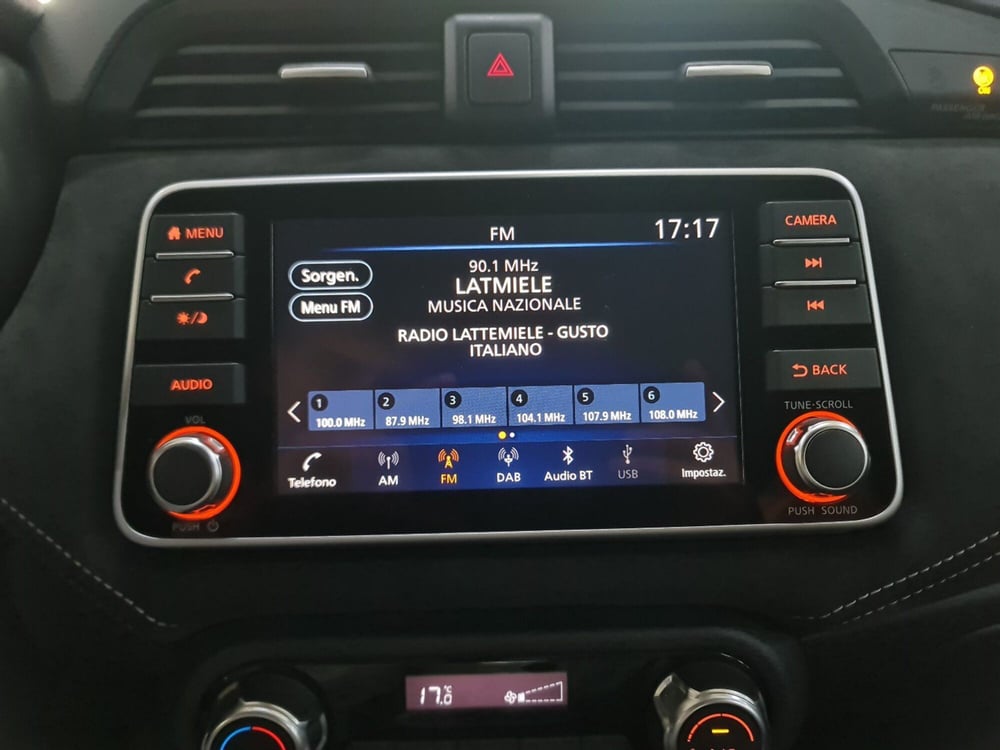 ON
PASSENGER
MENU
AUDIO
VOL
PUSH
FM
17:17
90.1 MHz
LATMIELE
MUSICA NAZIONALE
RADIO LATTEMIELE - GUSTO
ITALIANO
Sorgen.
Menu FM
1 100.0 MHz
2 87.9 MHz
3 98.1 MHz
4 104.1 MHz
5 107.9 MHz
6 108.0 MHz
Telefono
AM
FM
DAB
Audio BT
USB
Impostaz.
CAMERA
BACK
TUNE·SCROLL
PUSH SOUND
17.0°C